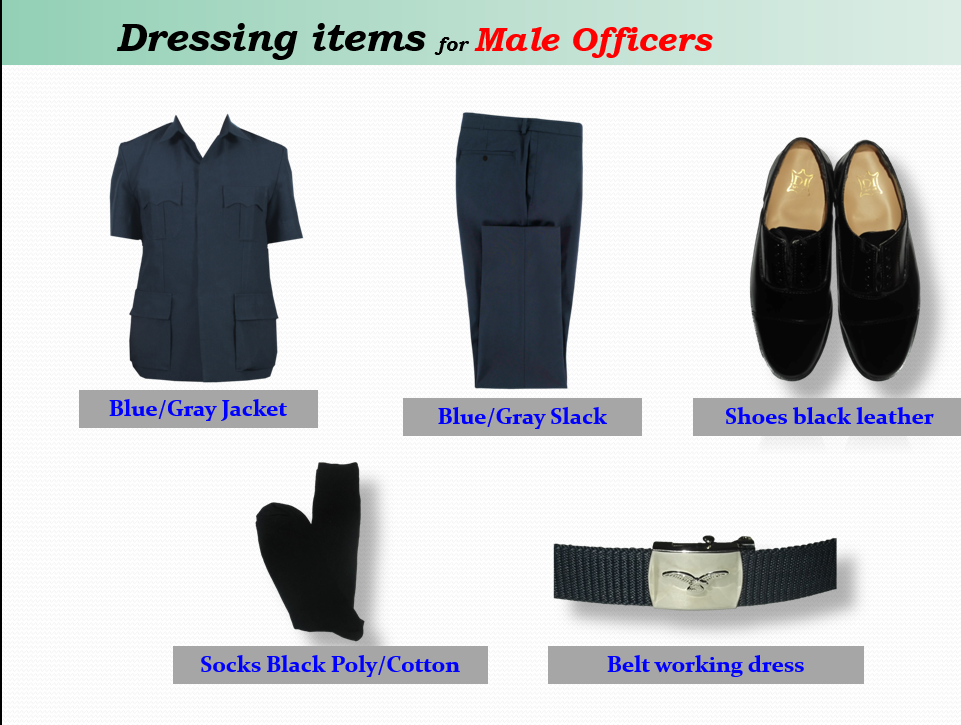 Dressing items for Male Officers
Blue/Gray Jacket
Blue/Gray Slack
Shoes black leather
Socks Black Poly/Cotton
Belt working dress